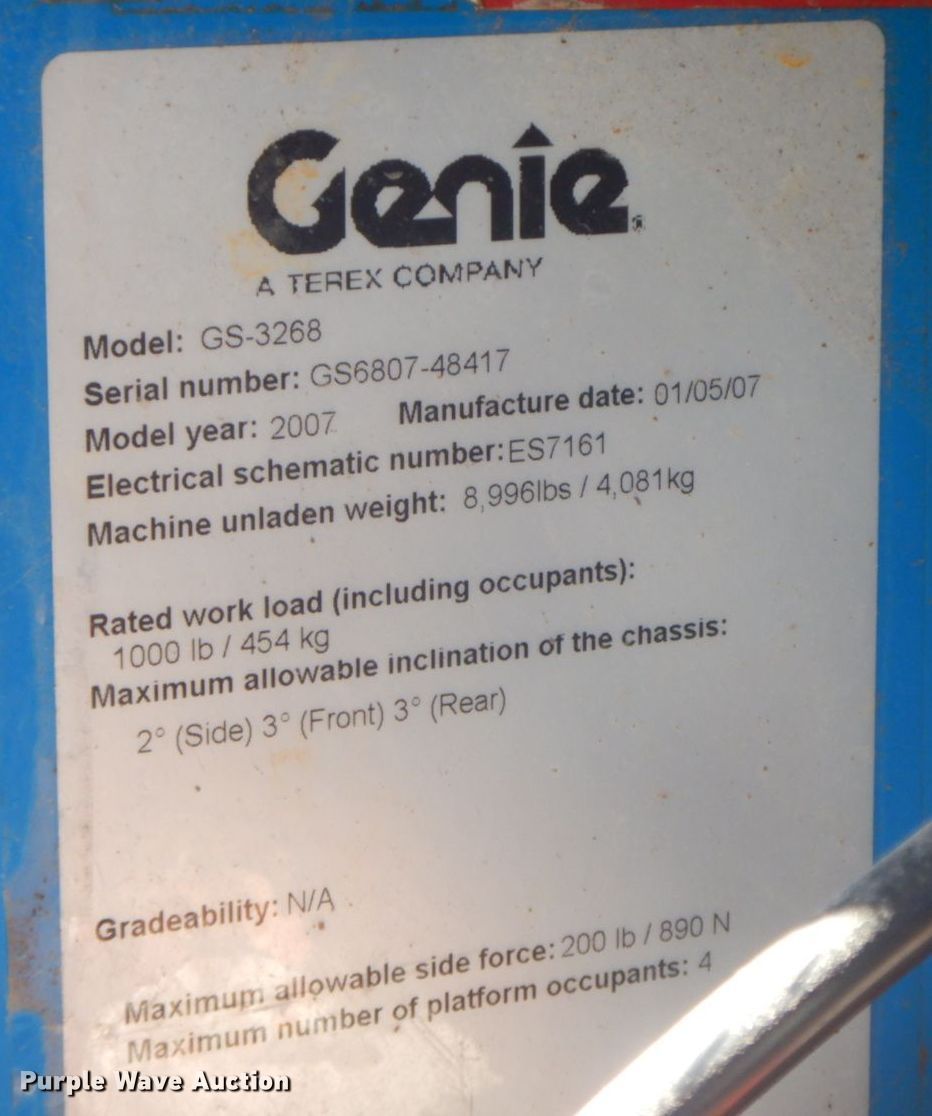 Genie
A TEREX COMPANY
Model: GS-3268
Serial number: GS6807-48417
Model year: 2007 Manufacture date: 01/05/07
Electrical schematic number:ES7161
Machine unladen weight: 8,996lbs / 4,081kg
Rated work load (including occupants):
1000 lb / 454 kg
Maximum allowable inclination of the chassis:
2° (Side) 3° (Front) 3° (Rear)
Gradeability: N/A
Maximum allowable side force: 200 lb / 890 N
Maximum number of platform occupants: 4
Purple Wave Auction